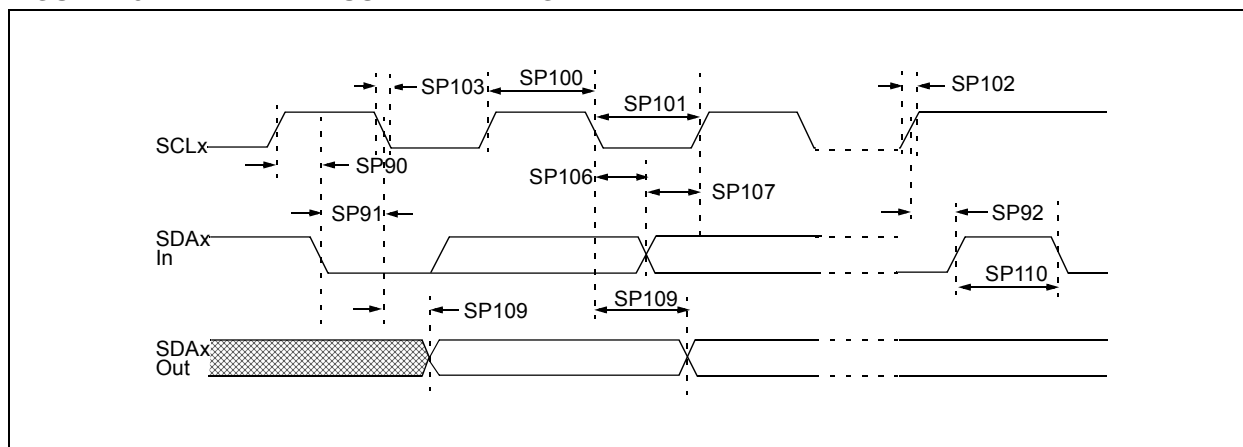 SP103
SP100
SP101
SP102
SCLx
SP90
SP106
SP107
SP91
SP92
SDAx
In
SP110
SP109
SP109
SDAx
Out